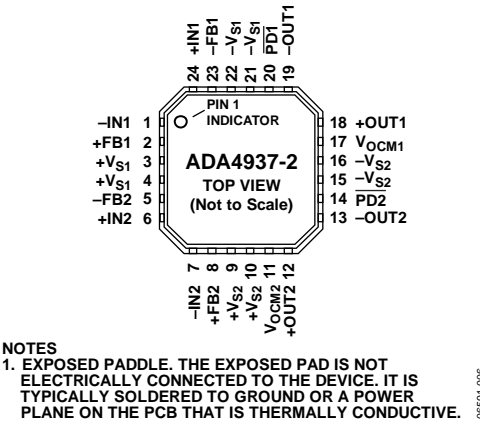 24 +IN1
23 –FB1
22 –VS1
21 –VS1
20 PD1
19 –OUT1
PIN 1
INDICATOR
–IN1 1
+FB1 2
+VS1 3
+VS1 4
–FB2 5
+IN2 6
ADA4937-2
TOP VIEW
(Not to Scale)
18 +OUT1
17 VOCM1
16 –VS2
15 –VS2
14 PD2
13 –OUT2
–IN2 7
+FB2 8
+VS2 9
+VS2 10
VOCM2 11
+OUT2 12
NOTES
1. EXPOSED PADDLE. THE EXPOSED PAD IS NOT
ELECTRICALLY CONNECTED TO THE DEVICE. IT IS
TYPICALLY SOLDERED TO GROUND OR A POWER
PLANE ON THE PCB THAT IS THERMALLY CONDUCTIVE.